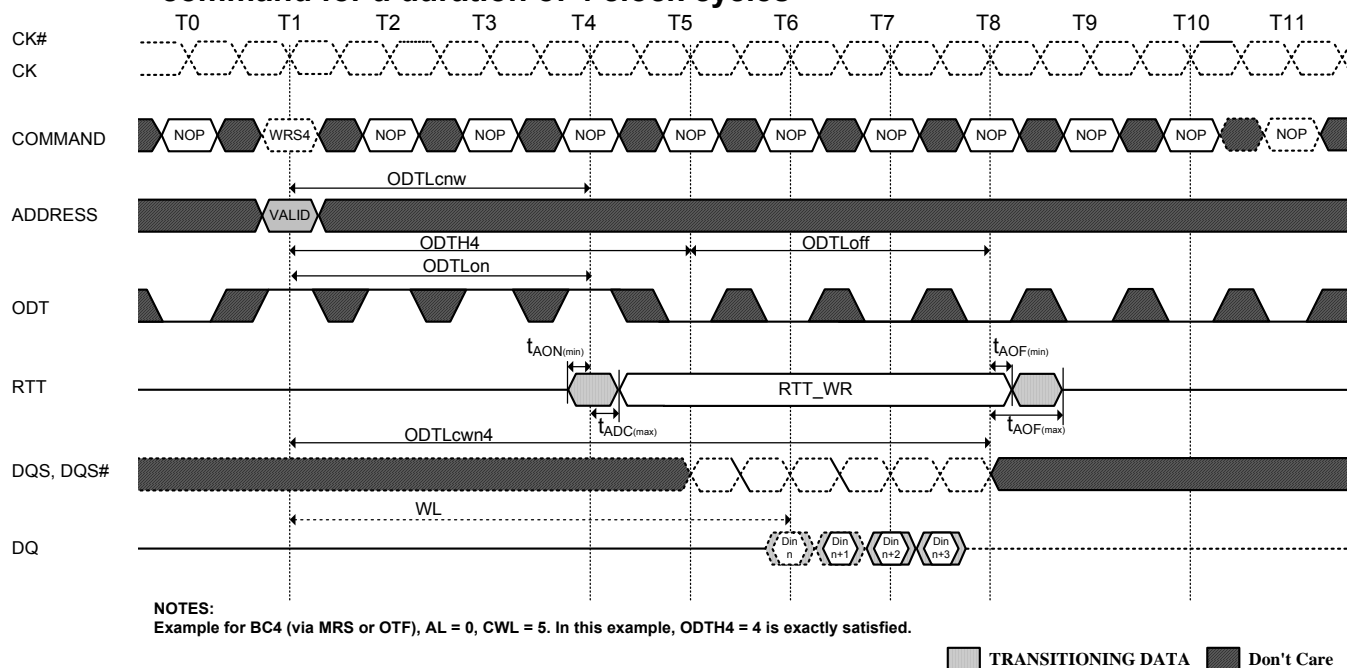 command for a duration of 4 clock cycles
T0 T1 T2 T3 T4 T5 T6 T7 T8 T9 T10 T11
CK#
CK
COMMAND NOP WRS4 NOP NOP NOP NOP NOP NOP NOP NOP NOP NOP
ODTLcnw
ADDRESS VALID
ODTH4 ODTLoff
ODTLon
ODT
tAON(min) tAOF(min)
RTT RTT_WR
tADC(max) tAOF(max)
ODTLcwn4
DQS, DQS#
WL
DQ Din n Din n+1 Din n+2 Din n+3
NOTES:
Example for BC4 (via MRS or OTF), AL = 0, CWL = 5. In this example, ODTH4 = 4 is exactly satisfied.
TRANSITIONING DATA Don't Care